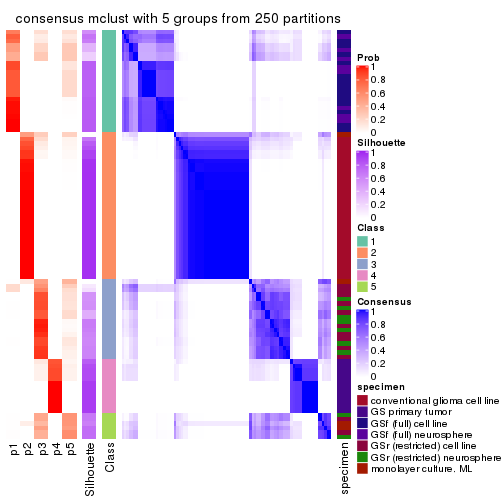 consensus mclust with 5 groups from 250 partitions
Prob
1
0.8
0.6
0.4
0.2
0
Silhouette
1
0.8
0.6
0.4
0.2
0
Class
1
2
3
4
5
Consensus
1
0.8
0.6
0.4
0.2
0
specimen
conventional glioma cell line
GS primary tumor
GSf (full) cell line
GSf (full) neurosphere
GSr (restricted) cell line
GSr (restricted) neurosphere
monolayer culture. ML
p1
p2
p3
p4
p5
Silhouette
Class
specimen